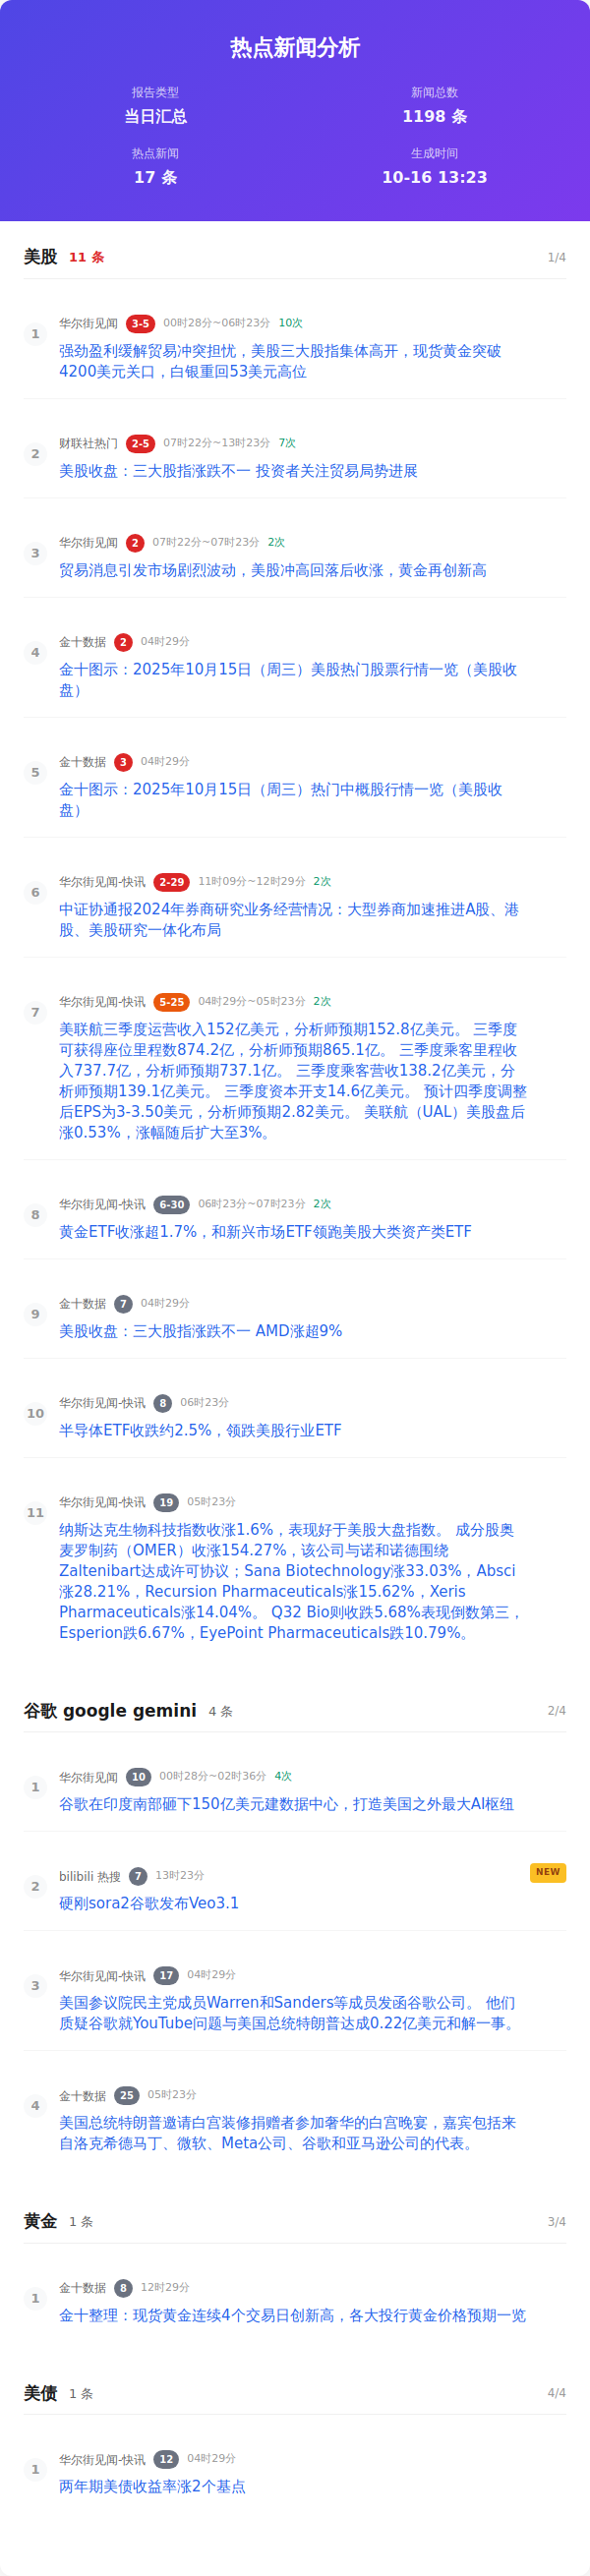 热点新闻分析
报告类型
当日汇总
新闻总数
1198 条
热点新闻
17 条
生成时间
10-16 13:23
美股 11 条 1/4
1 华尔街见闻 3-5 00时28分~06时23分 10次
强劲盈利缓解贸易冲突担忧，美股三大股指集体高开，现货黄金突破
4200美元关口，白银重回53美元高位
2 财联社热门 2-5 07时22分~13时23分 7次
美股收盘：三大股指涨跌不一 投资者关注贸易局势进展
3 华尔街见闻 2 07时22分~07时23分 2次
贸易消息引发市场剧烈波动，美股冲高回落后收涨，黄金再创新高
4 金十数据 2 04时29分
金十图示：2025年10月15日（周三）美股热门股票行情一览（美股收
盘）
5 金十数据 3 04时29分
金十图示：2025年10月15日（周三）热门中概股行情一览（美股收
盘）
6 华尔街见闻-快讯 2-29 11时09分~12时29分 2次
中证协通报2024年券商研究业务经营情况：大型券商加速推进A股、港
股、美股研究一体化布局
7 华尔街见闻-快讯 5-25 04时29分~05时23分 2次
美联航三季度运营收入152亿美元，分析师预期152.8亿美元。 三季度
可获得座位里程数874.2亿，分析师预期865.1亿。 三季度乘客里程收
入737.7亿，分析师预期737.1亿。 三季度乘客营收138.2亿美元，分
析师预期139.1亿美元。 三季度资本开支14.6亿美元。 预计四季度调整
后EPS为3-3.50美元，分析师预期2.82美元。 美联航（UAL）美股盘后
涨0.53%，涨幅随后扩大至3%。
8 华尔街见闻-快讯 6-30 06时23分~07时23分 2次
黄金ETF收涨超1.7%，和新兴市场ETF领跑美股大类资产类ETF
9 金十数据 7 04时29分
美股收盘：三大股指涨跌不一 AMD涨超9%
10 华尔街见闻-快讯 8 06时23分
半导体ETF收跌约2.5%，领跌美股行业ETF
11 华尔街见闻-快讯 19 05时23分
纳斯达克生物科技指数收涨1.6%，表现好于美股大盘指数。 成分股奥
麦罗制药（OMER）收涨154.27%，该公司与诺和诺德围绕
Zaltenibart达成许可协议；Sana Biotechnology涨33.03%，Absci
涨28.21%，Recursion Pharmaceuticals涨15.62%，Xeris
Pharmaceuticals涨14.04%。 Q32 Bio则收跌5.68%表现倒数第三，
Esperion跌6.67%，EyePoint Pharmaceuticals跌10.79%。
谷歌 google gemini 4 条 2/4
1 华尔街见闻 10 00时28分~02时36分 4次
谷歌在印度南部砸下150亿美元建数据中心，打造美国之外最大AI枢纽
2 bilibili 热搜 7 13时23分 NEW
硬刚sora2谷歌发布Veo3.1
3 华尔街见闻-快讯 17 04时29分
美国参议院民主党成员Warren和Sanders等成员发函谷歌公司。 他们
质疑谷歌就YouTube问题与美国总统特朗普达成0.22亿美元和解一事。
4 金十数据 25 05时23分
美国总统特朗普邀请白宫装修捐赠者参加奢华的白宫晚宴，嘉宾包括来
自洛克希德马丁、微软、Meta公司、谷歌和亚马逊公司的代表。
黄金 1 条 3/4
1 金十数据 8 12时29分
金十整理：现货黄金连续4个交易日创新高，各大投行黄金价格预期一览
美债 1 条 4/4
1 华尔街见闻-快讯 12 04时29分
两年期美债收益率涨2个基点